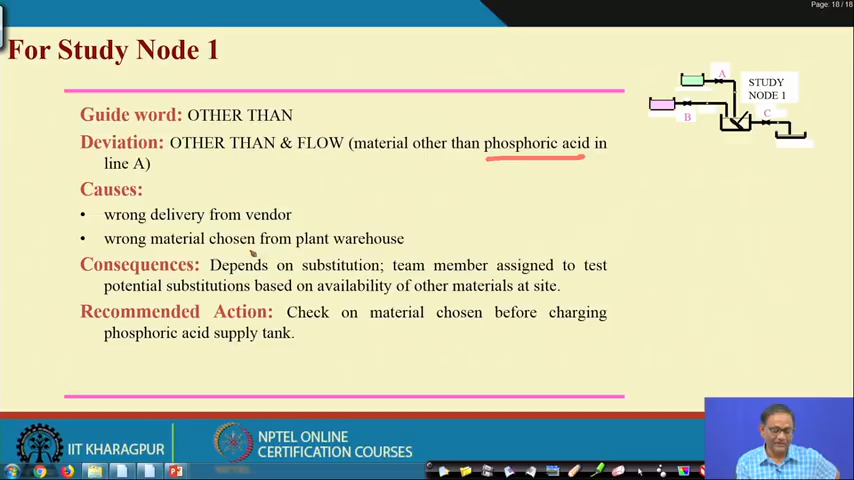 Page: 18 / 18
For Study Node 1
A
STUDY
NODE 1
B
C
Guide word: OTHER THAN
Deviation: OTHER THAN & FLOW (material other than phosphoric acid in
line A)
Causes:
• wrong delivery from vendor
• wrong material chosen from plant warehouse
Consequences: Depends on substitution; team member assigned to test
potential substitutions based on availability of other materials at site.
Recommended Action: Check on material chosen before charging
phosphoric acid supply tank.
IIT KHARAGPUR
NPTEL ONLINE
CERTIFICATION COURSES